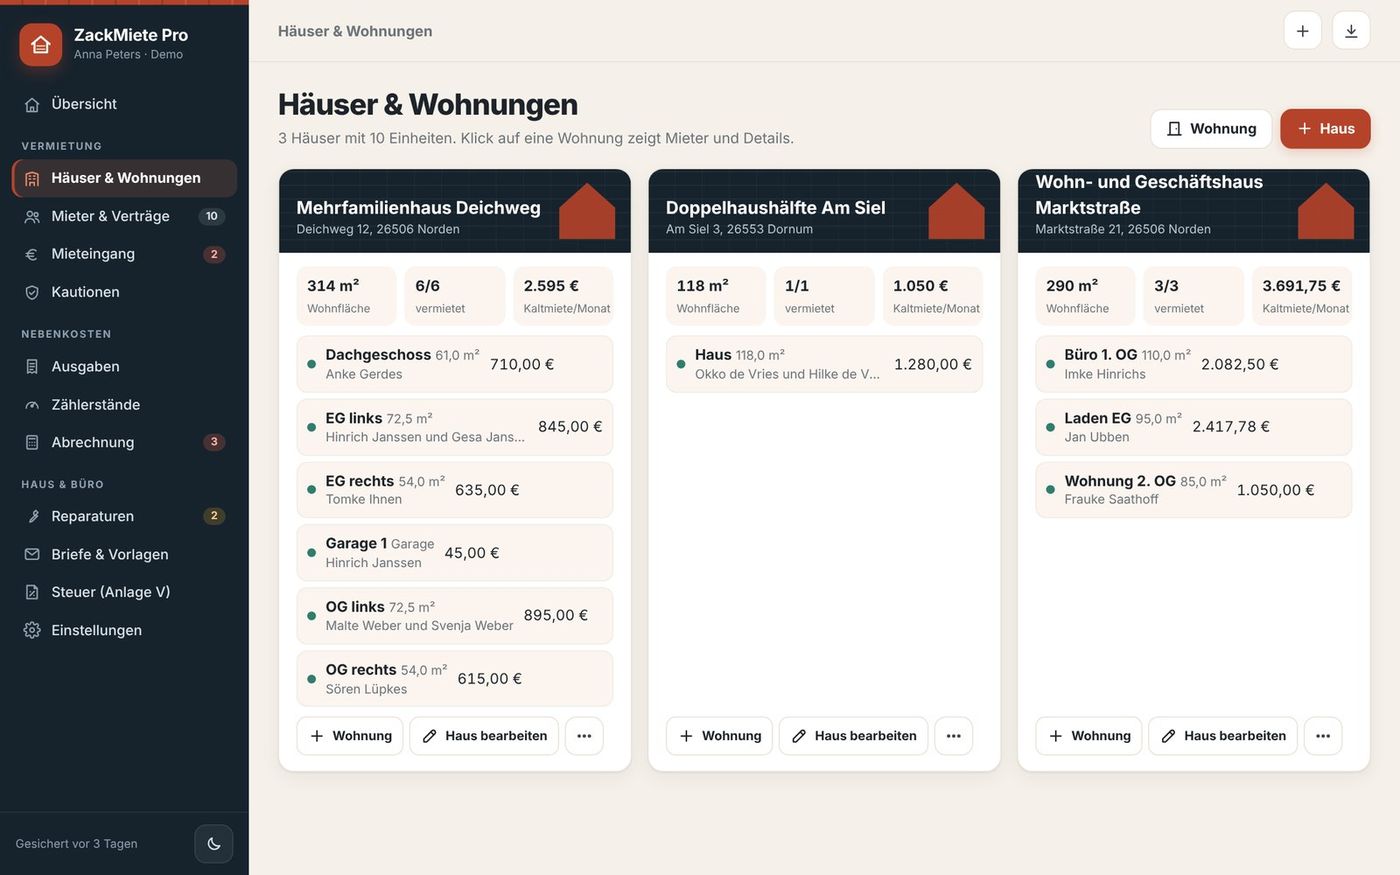 ZackMiete Pro
Anna Peters · Demo
Übersicht
VERMIETUNG
Häuser & Wohnungen
Mieter & Verträge 10
Mieteingang 2
Kautionen
NEBENKOSTEN
Ausgaben
Zählerstände
Abrechnung 3
HAUS & BÜRO
Reparaturen 2
Briefe & Vorlagen
Steuer (Anlage V)
Einstellungen
Gesichert vor 3 Tagen
Häuser & Wohnungen
Häuser & Wohnungen
3 Häuser mit 10 Einheiten. Klick auf eine Wohnung zeigt Mieter und Details.
Wohnung
Haus
Mehrfamilienhaus Deichweg
Deichweg 12, 26506 Norden
314 m² 6/6 2.595 €
Wohnfläche vermietet Kaltmiete/Monat
Dachgeschoss 61,0 m² 710,00 €
Anke Gerdes
EG links 72,5 m² 845,00 €
Hinrich Janssen und Gesa Jans...
EG rechts 54,0 m² 635,00 €
Tomke Ihnen
Garage 1 Garage 45,00 €
Hinrich Janssen
OG links 72,5 m² 895,00 €
Malte Weber und Svenja Weber
OG rechts 54,0 m² 615,00 €
Sören Lüpkes
Wohnung Haus bearbeiten
Doppelhaushälfte Am Siel
Am Siel 3, 26553 Dornum
118 m² 1/1 1.050 €
Wohnfläche vermietet Kaltmiete/Monat
Haus 118,0 m² 1.280,00 €
Okko de Vries und Hilke de V...
Wohnung Haus bearbeiten
Wohn- und Geschäftshaus
Marktstraße
Marktstraße 21, 26506 Norden
290 m² 3/3 3.691,75 €
Wohnfläche vermietet Kaltmiete/Monat
Büro 1. OG 110,0 m² 2.082,50 €
Imke Hinrichs
Laden EG 95,0 m² 2.417,78 €
Jan Ubben
Wohnung 2. OG 85,0 m² 1.050,00 €
Frauke Saathoff
Wohnung Haus bearbeiten